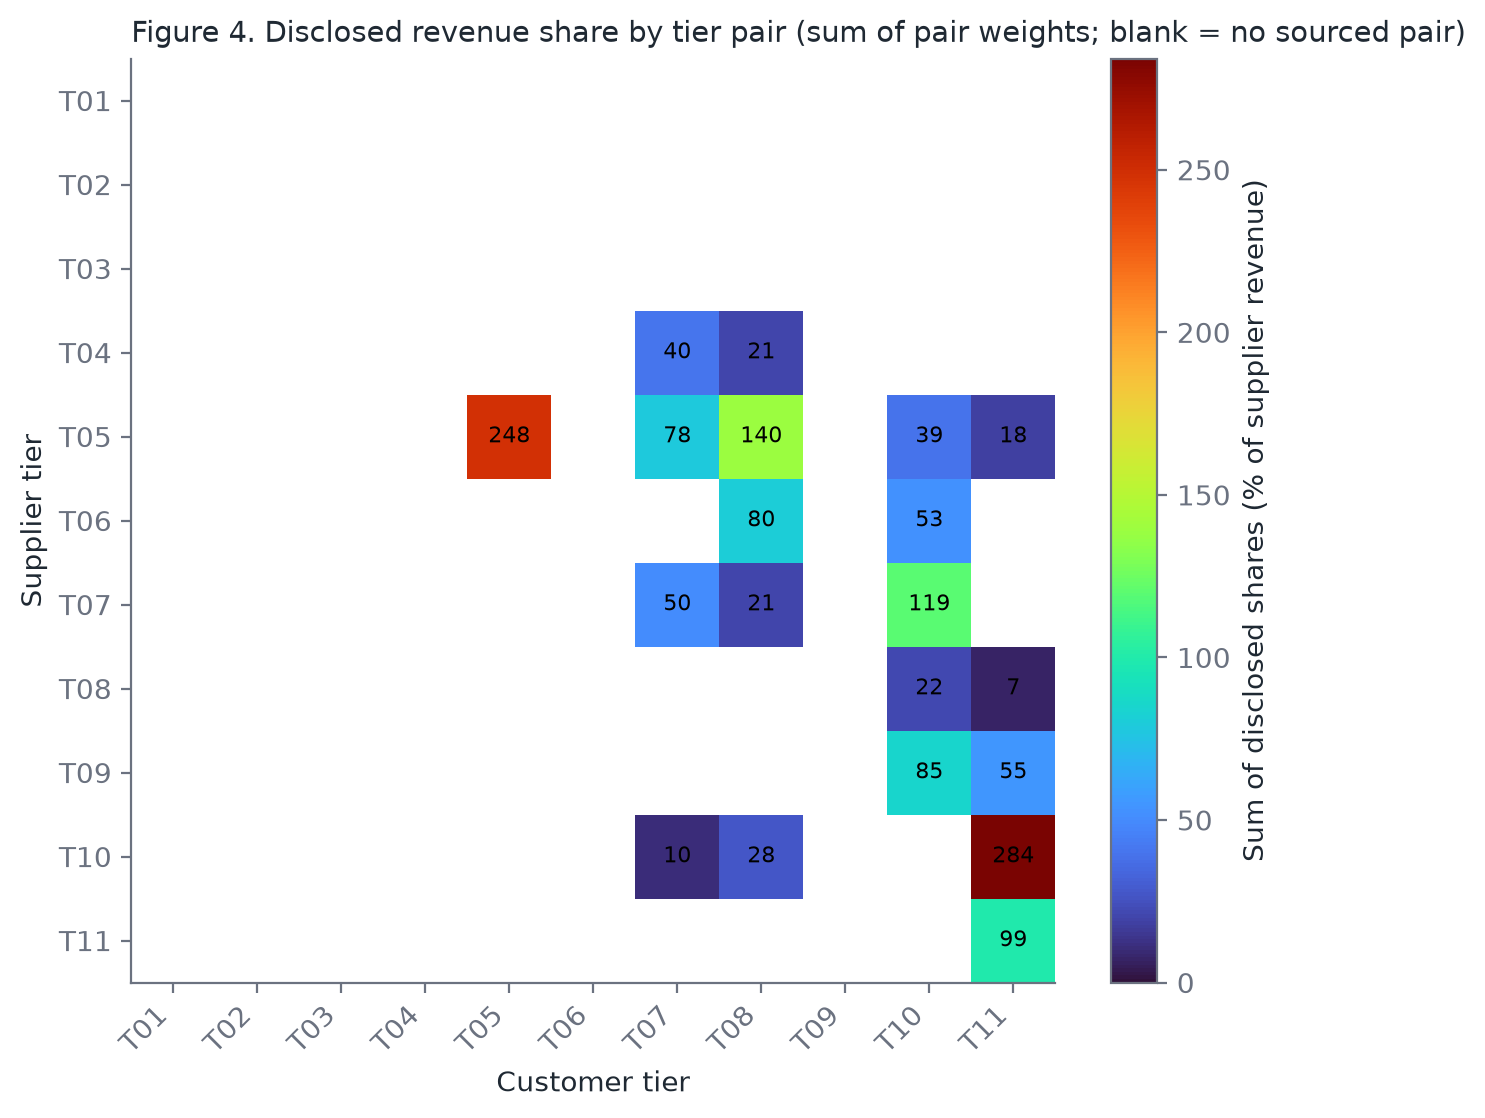 Figure 4. Disclosed revenue share by tier pair (sum of pair weights; blank = no sourced pair)
Supplier tier
T01
T02
T03
T04 40 21
T05 248 78 140 39 18
T06 80 53
T07 50 21 119
T08 22 7
T09 85 55
T10 10 28 284
T11 99
T01 T02 T03 T04 T05 T06 T07 T08 T09 T10 T11
Customer tier
250
200
150
100
50
0
Sum of disclosed shares (% of supplier revenue)